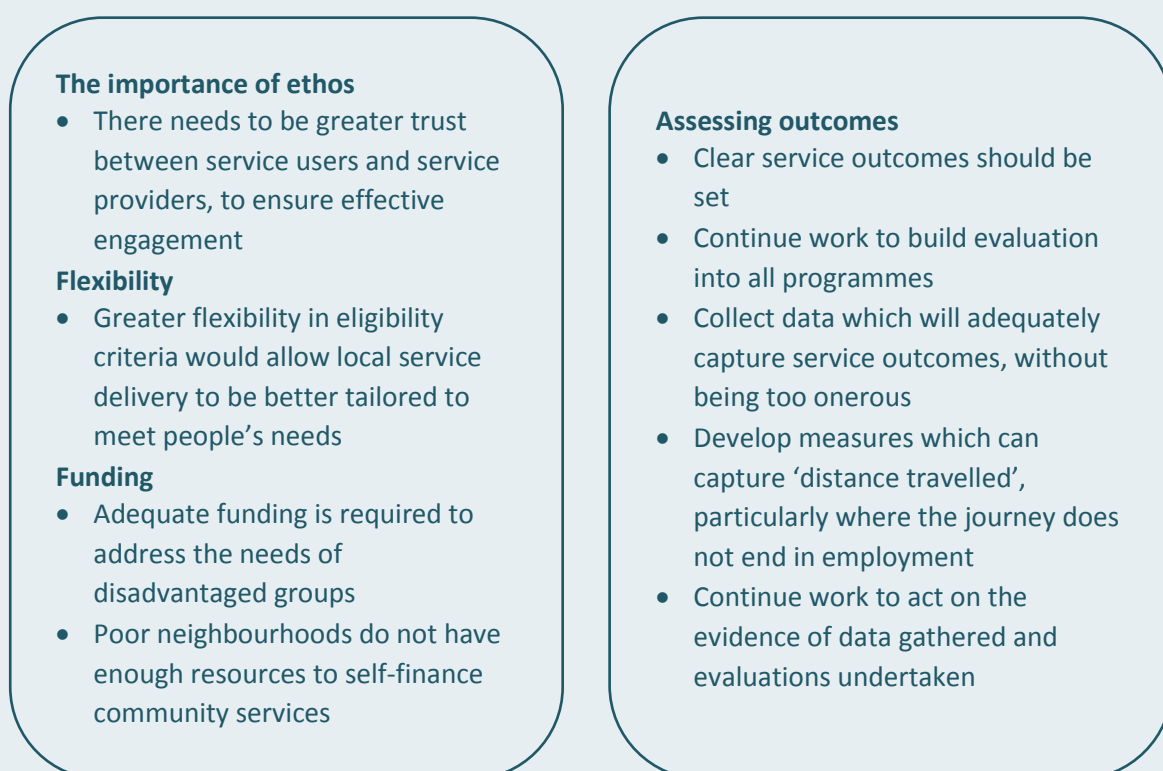 The importance of ethos
• There needs to be greater trust
between service users and service
providers, to ensure effective
engagement
Flexibility
• Greater flexibility in eligibility
criteria would allow local service
delivery to be better tailored to
meet people’s needs
Funding
• Adequate funding is required to
address the needs of
disadvantaged groups
• Poor neighbourhoods do not have
enough resources to self-finance
community services
Assessing outcomes
• Clear service outcomes should be
set
• Continue work to build evaluation
into all programmes
• Collect data which will adequately
capture service outcomes, without
being too onerous
• Develop measures which can
capture ‘distance travelled’,
particularly where the journey does
not end in employment
• Continue work to act on the
evidence of data gathered and
evaluations undertaken